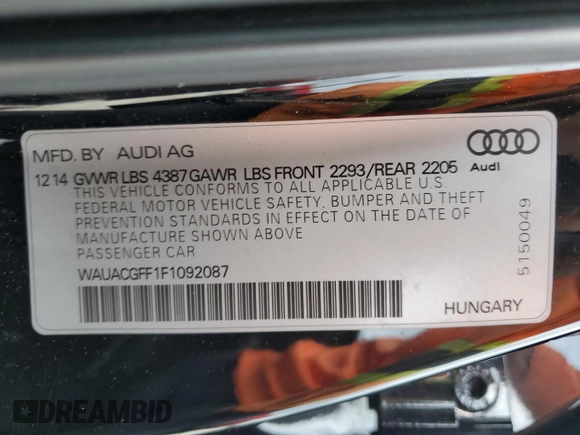 MFD. BY AUDI AG
12 14 GVWR LBS 4387 GAWR LBS FRONT 2293/REAR 2205
Audi
THIS VEHICLE CONFORMS TO ALL APPLICABLE U.S.
FEDERAL MOTOR VEHICLE SAFETY, BUMPER AND THEFT
PREVENTION STANDARDS IN EFFECT ON THE DATE OF
MANUFACTURE SHOWN ABOVE
PASSENGER CAR
WAUACGFF1F1092087
HUNGARY
5150049
DREAMBID